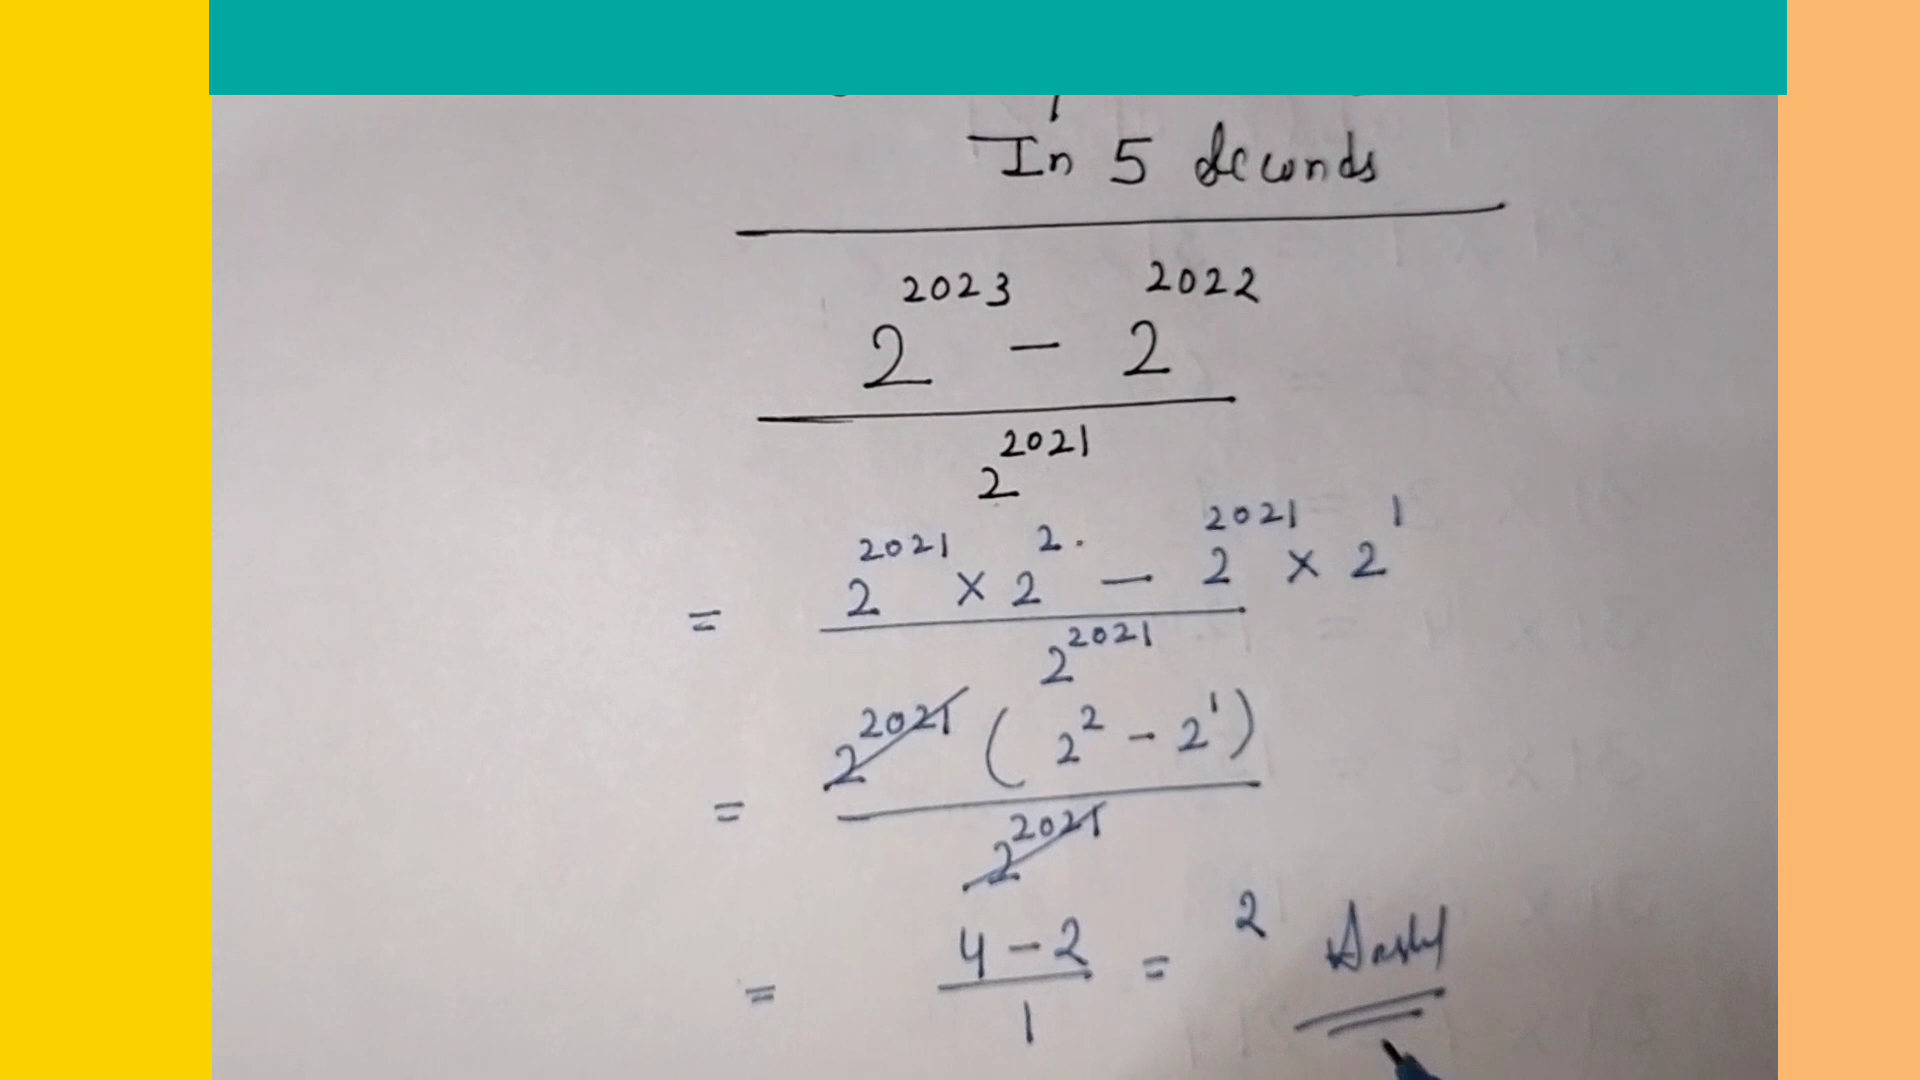 In 5 Seconds
2^2023 - 2^2022
2^2021
= 2^2021 × 2^2. - 2^2021 × 2^1
2^2021
= 2^2021 ( 2^2 - 2^1 )
2^2021
= 4 - 2 = 2
1